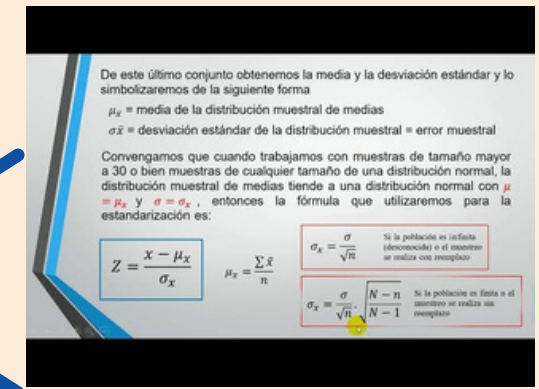 De este último conjunto obtenemos la media y la desviación estándar y lo
simbolizaremos de la siguiente forma
μₓ̄ = media de la distribución muestral de medias
σx̄ = desviación estándar de la distribución muestral = error muestral
Convengamos que cuando trabajamos con muestras de tamaño mayor
a 30 o bien muestras de cualquier tamaño de una distribución normal, la
distribución muestral de medias tiende a una distribución normal con μ
= μₓ y σ = σₓ , entonces la fórmula que utilizaremos para la
estandarización es:
Z = (x − μₓ) / σₓ
μₓ = Σx̄ / n
σₓ = σ / √n
Si la población es infinita
(desconocida) o el muestreo
se realiza con reemplazo
σₓ = σ / √n . √((N − n) / (N − 1))
Si la población es finita o el
muestreo se realiza sin
reemplazo